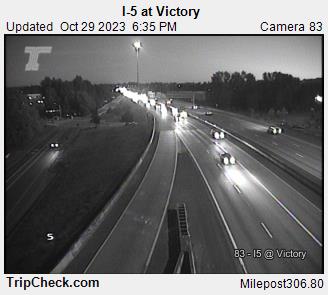 I-5 at Victory
Updated Oct 29 2023 6:35 PM Camera 83
T
S
83 - I5 @ Victory
TripCheck.com Milepost306.80